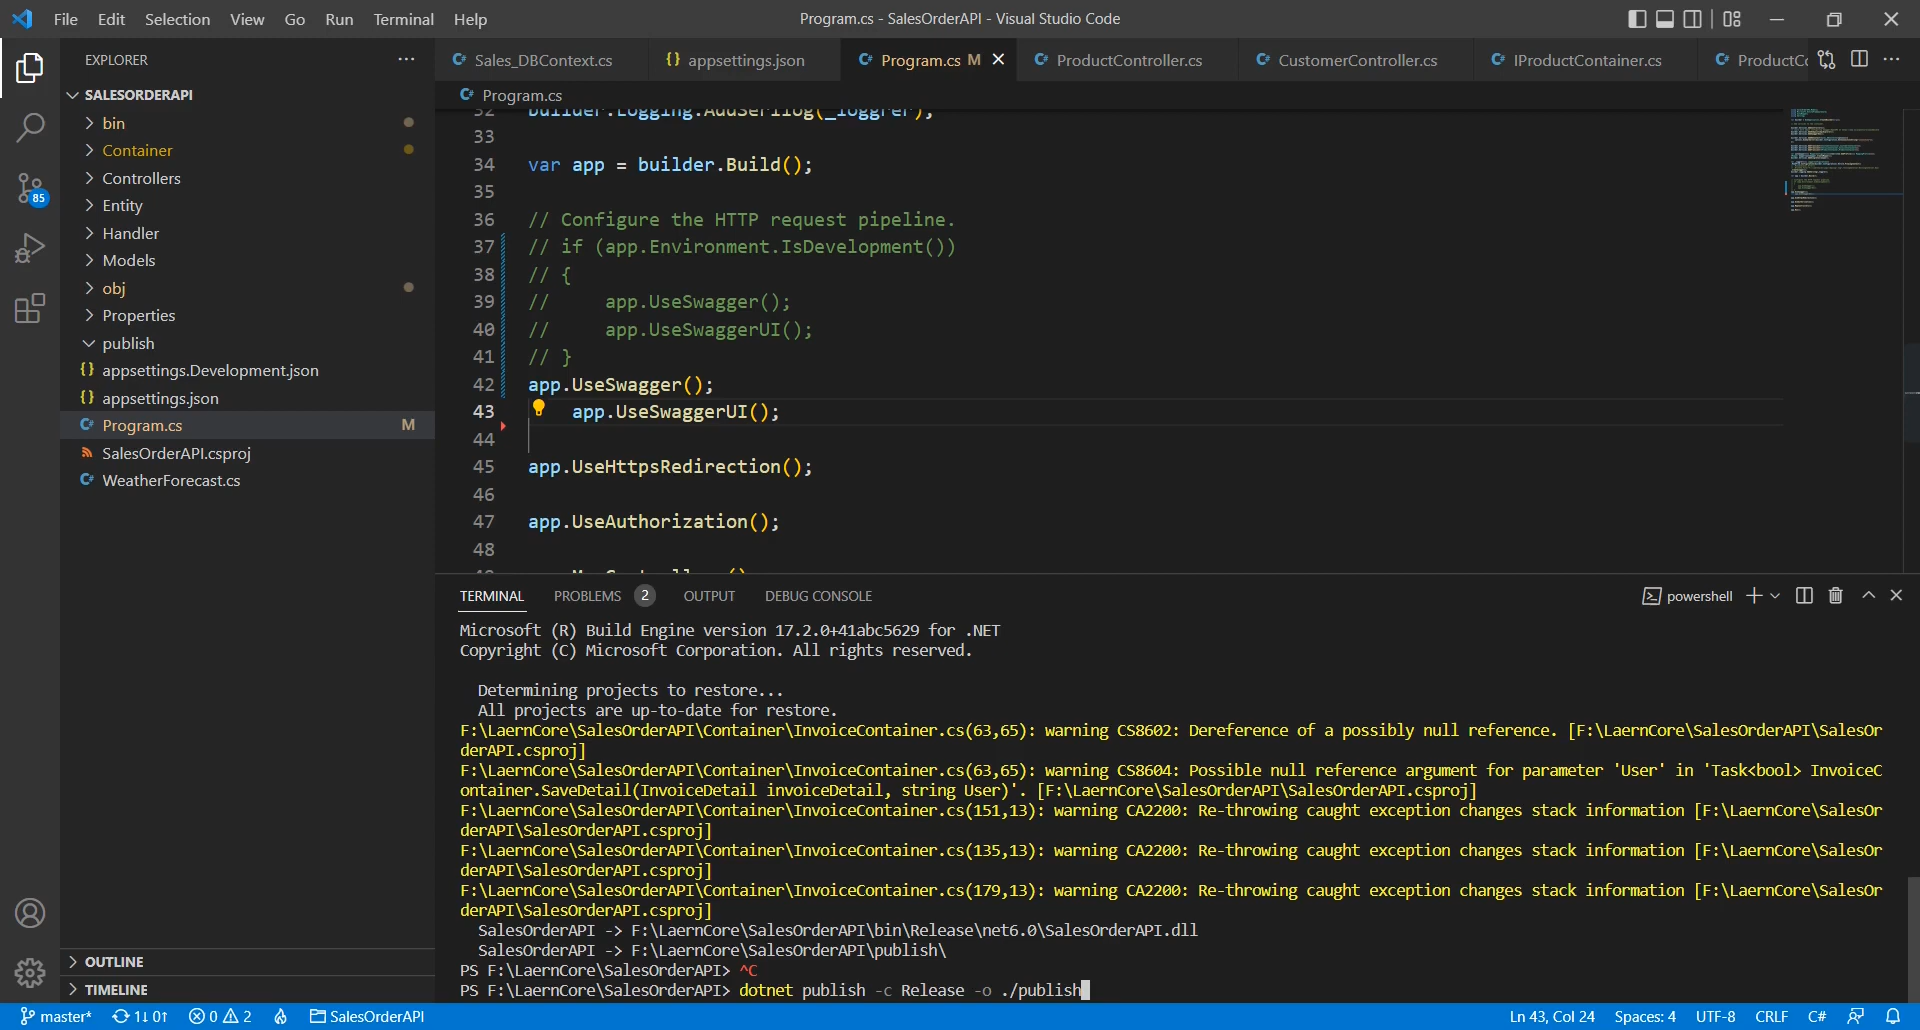 File Edit Selection View Go Run Terminal Help
Program.cs - SalesOrderAPI - Visual Studio Code
EXPLORER
SALESORDERAPI
bin
Container
Controllers
Entity
Handler
Models
obj
Properties
publish
appsettings.Development.json
appsettings.json
Program.cs M
SalesOrderAPI.csproj
WeatherForecast.cs
OUTLINE
TIMELINE
85
Sales_DBContext.cs
appsettings.json
Program.cs M
ProductController.cs
CustomerController.cs
IProductContainer.cs
ProductCo
Program.cs
32 builder.Logging.AddSerilog(_loggrer);
33
34 var app = builder.Build();
35
36 // Configure the HTTP request pipeline.
37 // if (app.Environment.IsDevelopment())
38 // {
39 //     app.UseSwagger();
40 //     app.UseSwaggerUI();
41 // }
42 app.UseSwagger();
43     app.UseSwaggerUI();
44
45 app.UseHttpsRedirection();
46
47 app.UseAuthorization();
48
TERMINAL PROBLEMS 2 OUTPUT DEBUG CONSOLE
powershell
Microsoft (R) Build Engine version 17.2.0+41abc5629 for .NET
Copyright (C) Microsoft Corporation. All rights reserved.
Determining projects to restore...
All projects are up-to-date for restore.
F:\LaernCore\SalesOrderAPI\Container\InvoiceContainer.cs(63,65): warning CS8602: Dereference of a possibly null reference. [F:\LaernCore\SalesOrderAPI\SalesOr
derAPI.csproj]
F:\LaernCore\SalesOrderAPI\Container\InvoiceContainer.cs(63,65): warning CS8604: Possible null reference argument for parameter 'User' in 'Task<bool> InvoiceC
ontainer.SaveDetail(InvoiceDetail invoiceDetail, string User)'. [F:\LaernCore\SalesOrderAPI\SalesOrderAPI.csproj]
F:\LaernCore\SalesOrderAPI\Container\InvoiceContainer.cs(151,13): warning CA2200: Re-throwing caught exception changes stack information [F:\LaernCore\SalesOr
derAPI\SalesOrderAPI.csproj]
F:\LaernCore\SalesOrderAPI\Container\InvoiceContainer.cs(135,13): warning CA2200: Re-throwing caught exception changes stack information [F:\LaernCore\SalesOr
derAPI\SalesOrderAPI.csproj]
F:\LaernCore\SalesOrderAPI\Container\InvoiceContainer.cs(179,13): warning CA2200: Re-throwing caught exception changes stack information [F:\LaernCore\SalesOr
derAPI\SalesOrderAPI.csproj]
SalesOrderAPI -> F:\LaernCore\SalesOrderAPI\bin\Release\net6.0\SalesOrderAPI.dll
SalesOrderAPI -> F:\LaernCore\SalesOrderAPI\publish\
PS F:\LaernCore\SalesOrderAPI> ^C
PS F:\LaernCore\SalesOrderAPI> dotnet publish -c Release -o ./publish
master* 1↓ 0↑ 0 2 SalesOrderAPI
Ln 43, Col 24 Spaces: 4 UTF-8 CRLF C#